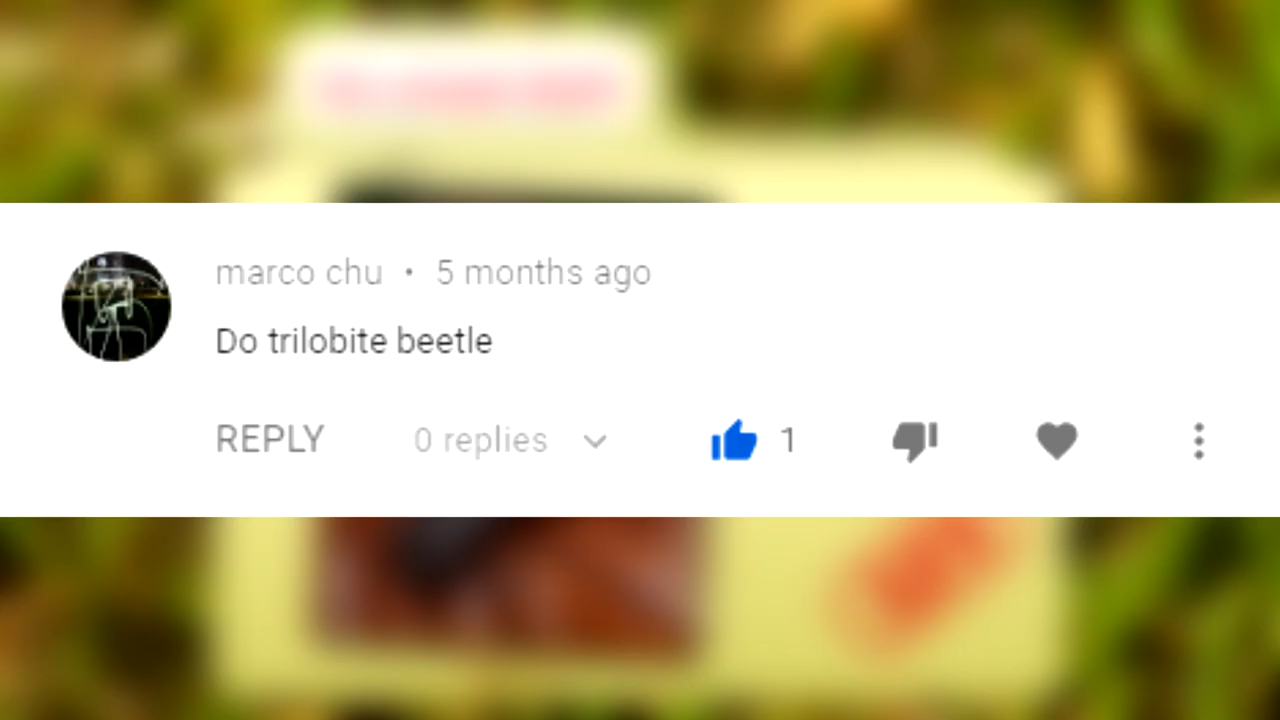 marco chu • 5 months ago
Do trilobite beetle
REPLY 0 replies 1